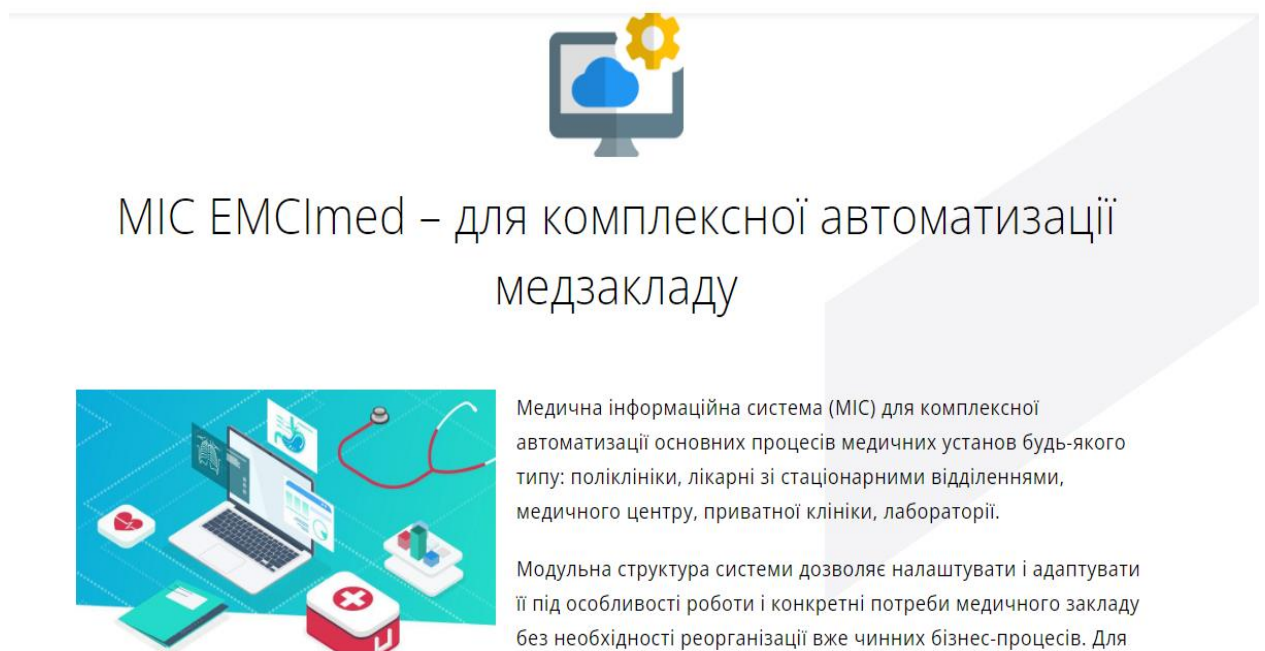 МІС EMCImed – для комплексної автоматизації
медзакладу
Медична інформаційна система (МІС) для комплексної
автоматизації основних процесів медичних установ будь-якого
типу: поліклініки, лікарні зі стаціонарними відділеннями,
медичного центру, приватної клініки, лабораторії.
Модульна структура системи дозволяє налаштувати і адаптувати
її під особливості роботи і конкретні потреби медичного закладу
без необхідності реорганізації вже чинних бізнес-процесів. Для